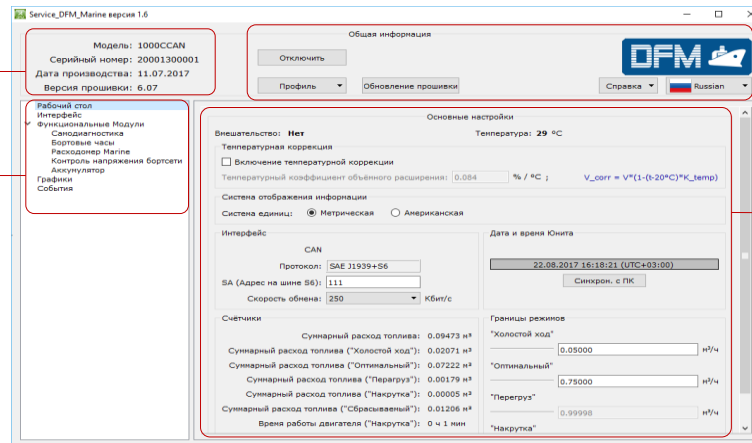 Service_DFM_Marine версия 1.6
Общая информация
Модель: 1000CCAN
Серийный номер: 20001300001
Дата производства: 11.07.2017
Версия прошивки: 6.07
Отключить
Профиль
Обновление прошивки
DFM
Справка
Russian
Рабочий стол
Интерфейс
Функциональные Модули
Санодиагностика
Бортовые часы
Расходомер Marine
Контроль напряжения бортсети
Аккумулятор
Графики
События
Основные настройки
Внешательство: Нет
Температура: 29 °C
Температурная коррекция
Включение температурной коррекции
Температурный коэффициент объёмного расширения: 0.084 % / °C ; V_corr = V*(1-(t-20°C)*K_temp)
Система отображения информации
Система единиц: Метрическая Американская
Интерфейс
CAN
Протокол: SAE J1939+S6
SA (Адрес на шине S6): 111
Скорость обмена: 250 Кбит/с
Дата и время Юнита
22.08.2017 16:18:21 (UTC+03:00)
Синхрон. с ПК
Счётчики
Суммарный расход топлива: 0.09473 м³
Суммарный расход топлива ("Холостой ход"): 0.02071 м³
Суммарный расход топлива ("Оптимальный"): 0.07222 м³
Суммарный расход топлива ("Перегруз"): 0.00179 м³
Суммарный расход топлива ("Накрутка"): 0.00005 м³
Суммарный расход топлива ("Сбрасываемый"): 0.01206 м³
Время работы двигателя ("Накрутка"): 0 ч 1 мин
Границы режимов
"Холостой ход"
0.05000 м³/ч
"Оптимальный"
0.75000 м³/ч
"Перегруз"
0.99998 м³/ч
"Накрутка"